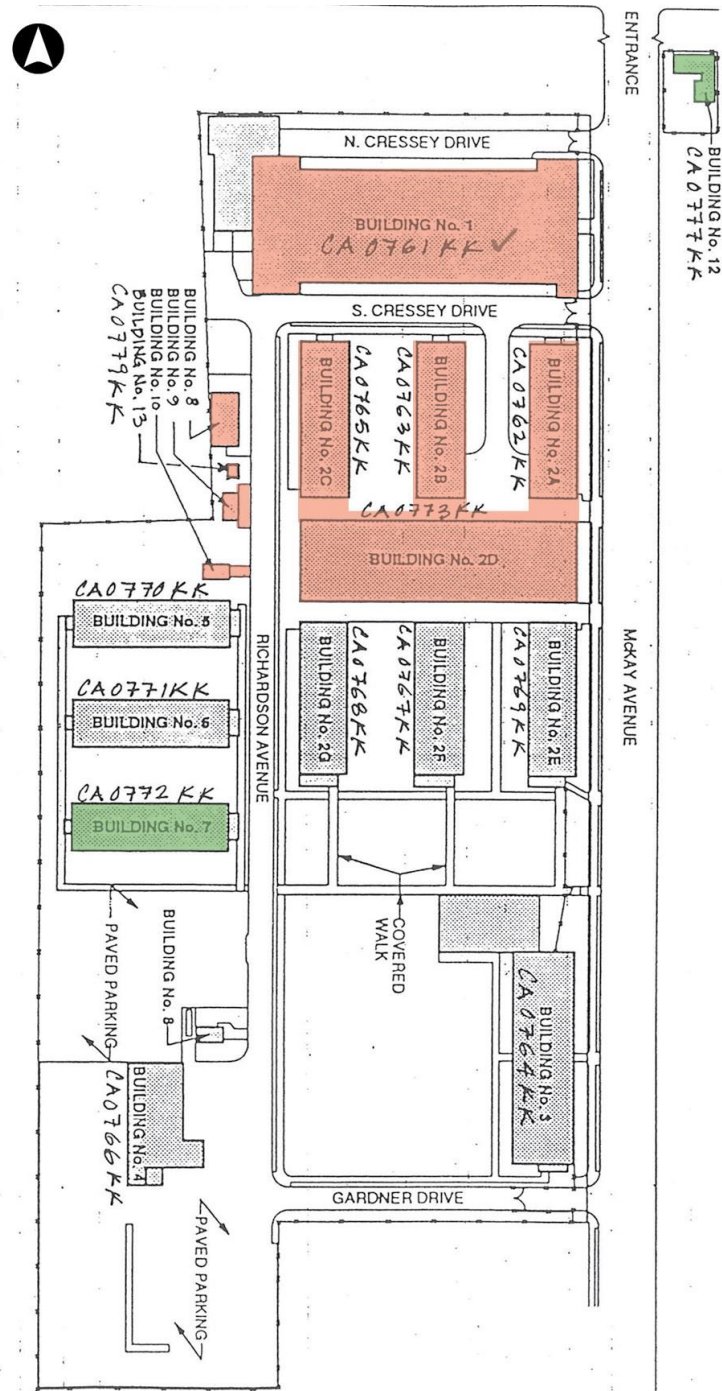 ENTRANCE
BUILDING No. 12
CA0777KK
N. CRESSEY DRIVE
BUILDING No. 1
CA0761KK ✓
S. CRESSEY DRIVE
BUILDING No. 8
BUILDING No. 9
BUILDING No. 10
BUILDING No. 13
CA0779KK
BUILDING No. 2C
CA0765KK
BUILDING No. 2B
CA0763KK
BUILDING No. 2A
CA0762KK
CA0773KK
BUILDING No. 2D
CA0770KK
BUILDING No. 5
CA0771KK
BUILDING No. 6
CA0772KK
BUILDING No. 7
RICHARDSON AVENUE
BUILDING No. 2G
CA0768KK
BUILDING No. 2F
CA0767KK
BUILDING No. 2E
CA0769KK
McKAY AVENUE
COVERED
WALK
PAVED PARKING
BUILDING No. 8
BUILDING No. 3
CA0764KK
BUILDING No. 4
CA0766KK
GARDNER DRIVE
PAVED PARKING